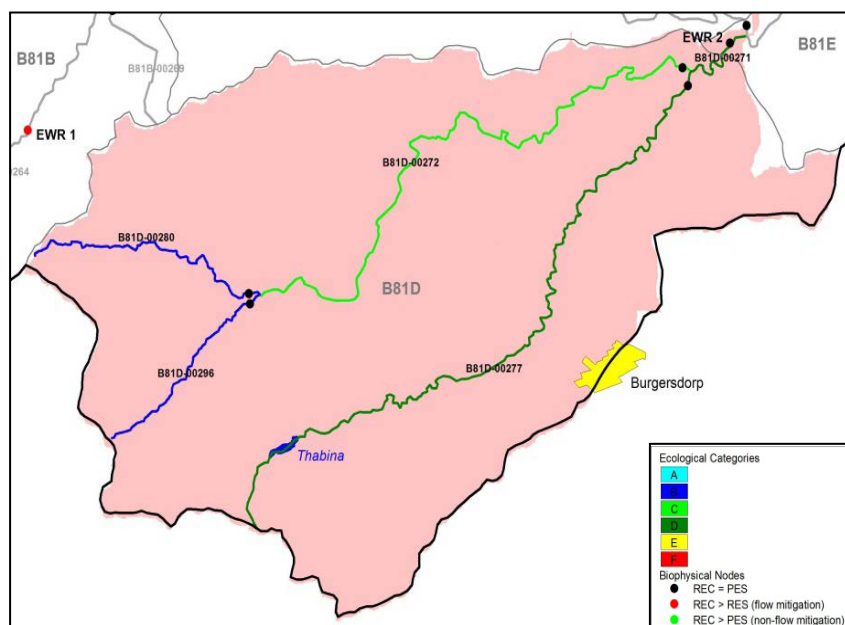 EWR 2
B81B
B81E
B81D-00271
B81B-00269
EWR 1
0264
B81D-00272
B81D-00280
B81D
B81D-00296
B81D-00277
Burgersdorp
Thabina
Ecological Categories
A
B
C
D
E
F
Biophysical Nodes
REC = PES
REC > RES (flow mitigation)
REC > PES (non-flow mitigation)